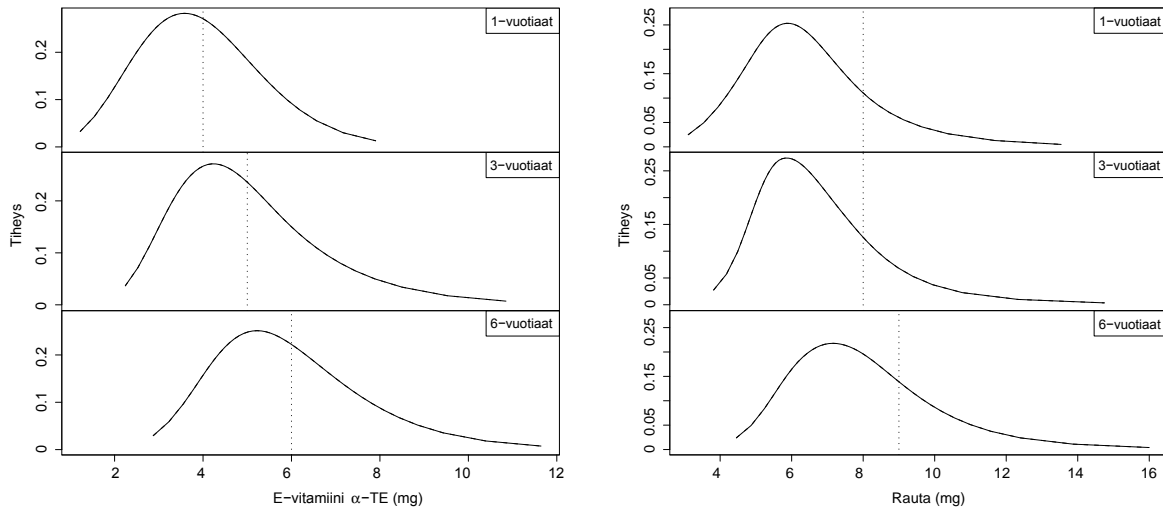 1−vuotiaat
0
0.1
0.2
3−vuotiaat
0
0.1
0.2
Tiheys
6−vuotiaat
0
0.1
0.2
2 4 6 8 10 12
E−vitamiini α−TE (mg)
1−vuotiaat
0.05
0.15
0.25
3−vuotiaat
0
0.05
0.15
0.25
Tiheys
6−vuotiaat
0
0.05
0.15
0.25
0
4 6 8 10 12 14 16
Rauta (mg)